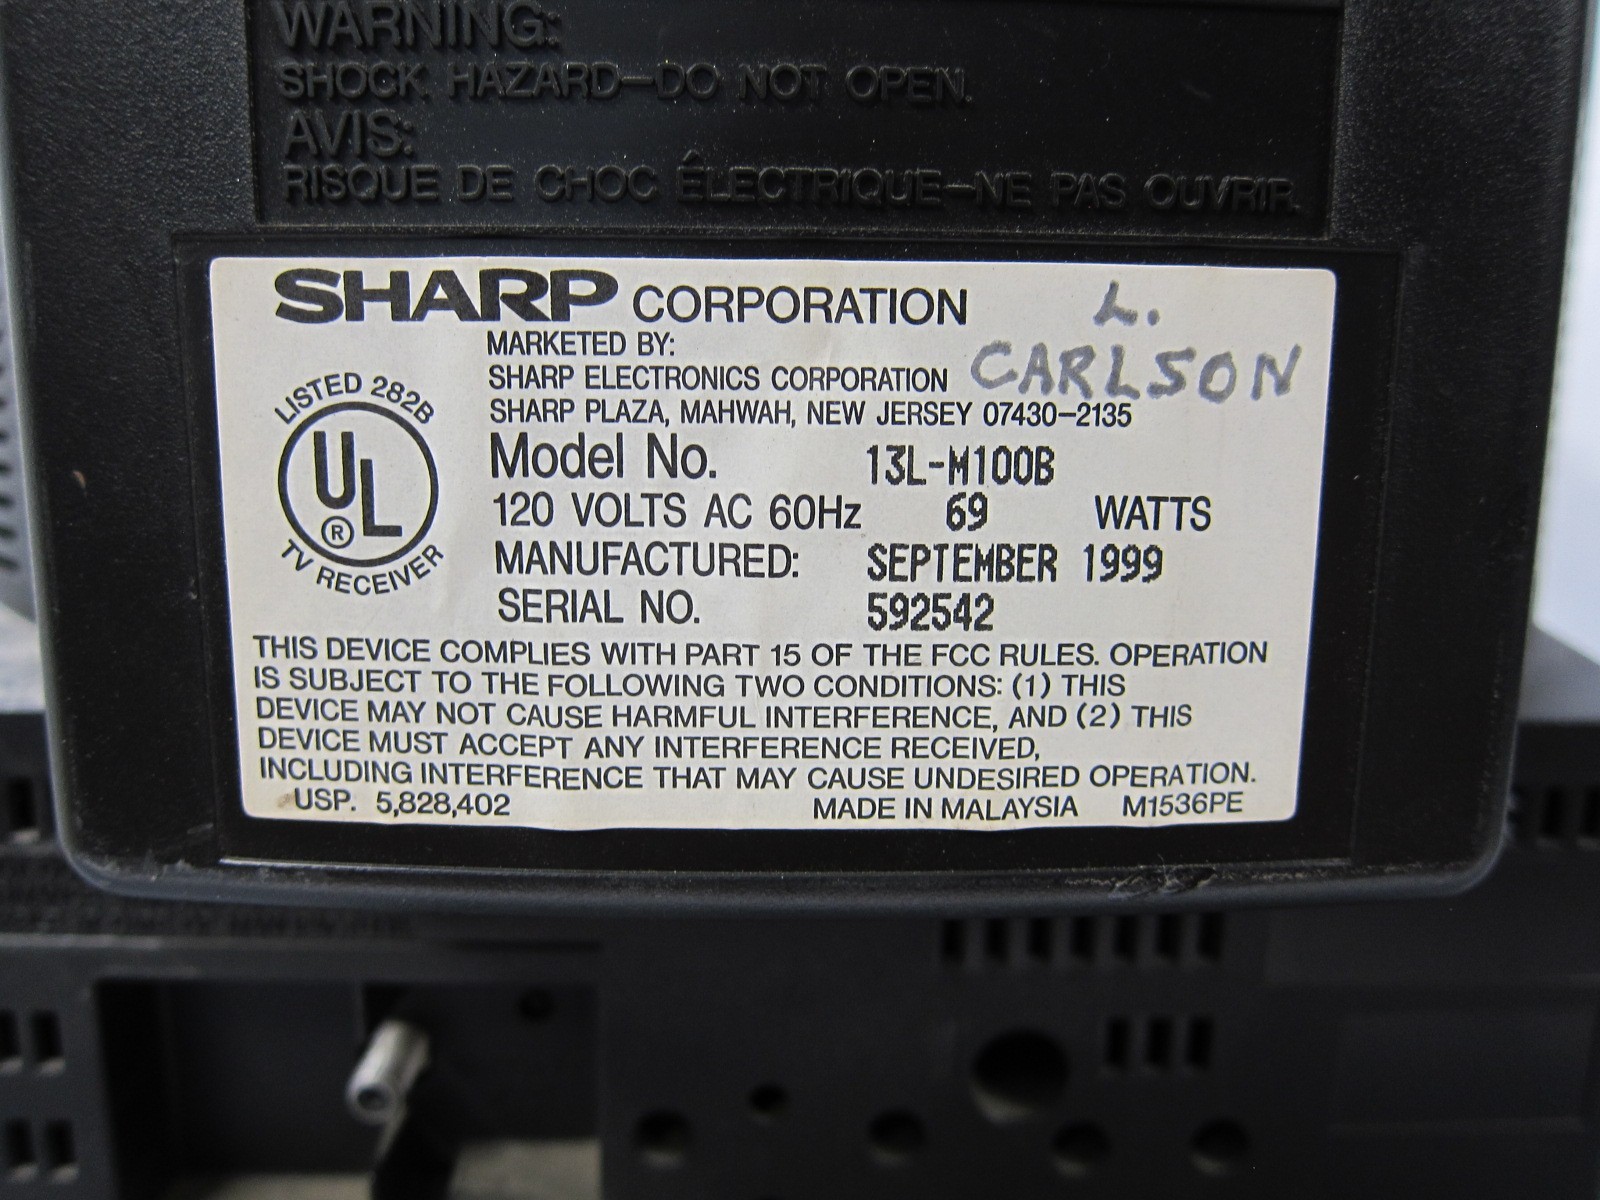 WARNING:
SHOCK HAZARD—DO NOT OPEN.
AVIS:
RISQUE DE CHOC ÉLECTRIQUE—NE PAS OUVRIR.
SHARP CORPORATION
L.
CARLSON
MARKETED BY:
SHARP ELECTRONICS CORPORATION
SHARP PLAZA, MAHWAH, NEW JERSEY 07430-2135
LISTED 282B
UL
®
TV RECEIVER
Model No. 13L-M100B
120 VOLTS AC 60Hz 69 WATTS
MANUFACTURED: SEPTEMBER 1999
SERIAL NO. 592542
THIS DEVICE COMPLIES WITH PART 15 OF THE FCC RULES. OPERATION
IS SUBJECT TO THE FOLLOWING TWO CONDITIONS: (1) THIS
DEVICE MAY NOT CAUSE HARMFUL INTERFERENCE, AND (2) THIS
DEVICE MUST ACCEPT ANY INTERFERENCE RECEIVED,
INCLUDING INTERFERENCE THAT MAY CAUSE UNDESIRED OPERATION.
USP. 5,828,402 MADE IN MALAYSIA M1536PE